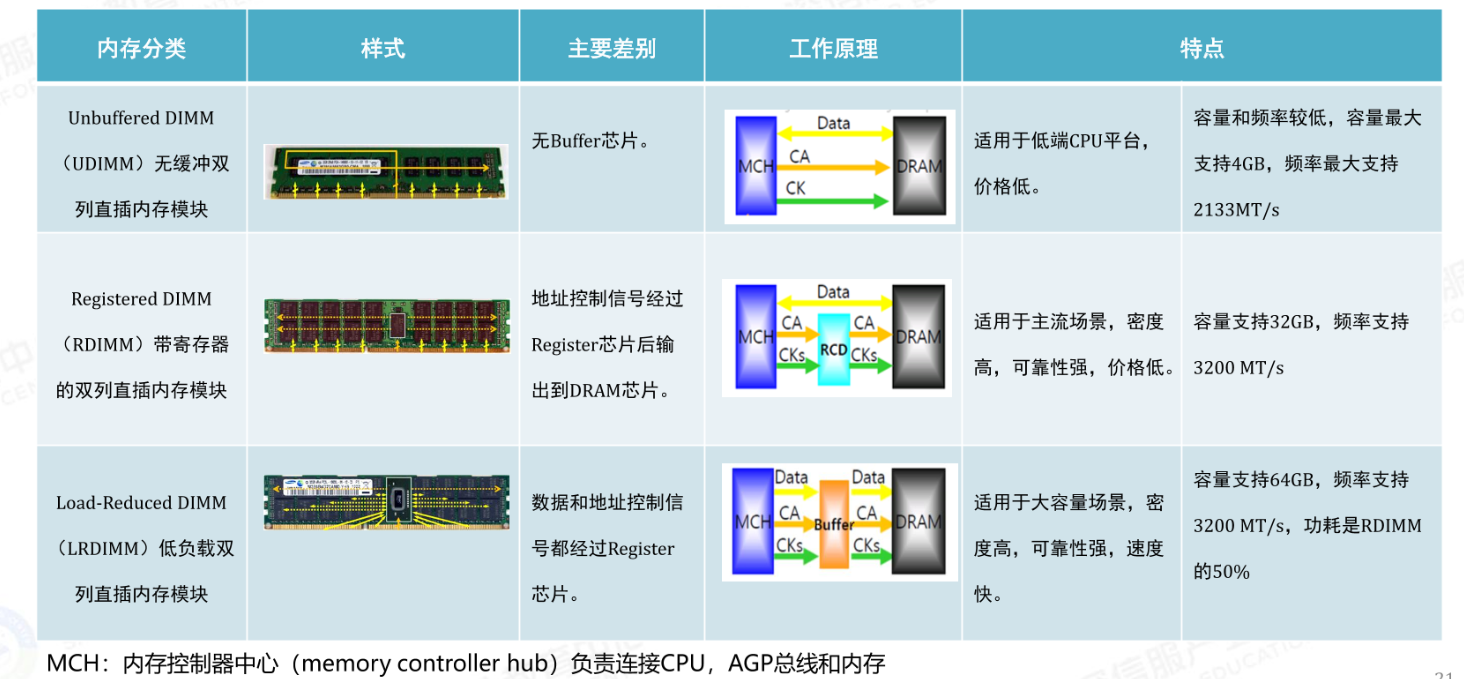 内存分类
样式
主要差别
工作原理
特点
Unbuffered DIMM
（UDIMM）无缓冲双
列直插内存模块
无Buffer芯片。
Data
MCH
CA
DRAM
CK
适用于低端CPU平台，
价格低。
容量和频率较低，容量最大
支持4GB，频率最大支持
2133MT/s
Registered DIMM
（RDIMM）带寄存器
的双列直插内存模块
地址控制信号经过
Register芯片后输
出到DRAM芯片。
Data
CA
CA
MCH
RCD
DRAM
CKs
CKs
适用于主流场景，密度
高，可靠性强，价格低。
容量支持32GB，频率支持
3200 MT/s
Load-Reduced DIMM
（LRDIMM）低负载双
列直插内存模块
数据和地址控制信
号都经过Register
芯片。
Data
Data
CA
CA
MCH
Buffer
DRAM
CKs
CKs
适用于大容量场景，密
度高，可靠性强，速度
快。
容量支持64GB，频率支持
3200 MT/s，功耗是RDIMM
的50%
MCH：内存控制器中心（memory controller hub）负责连接CPU，AGP总线和内存
21